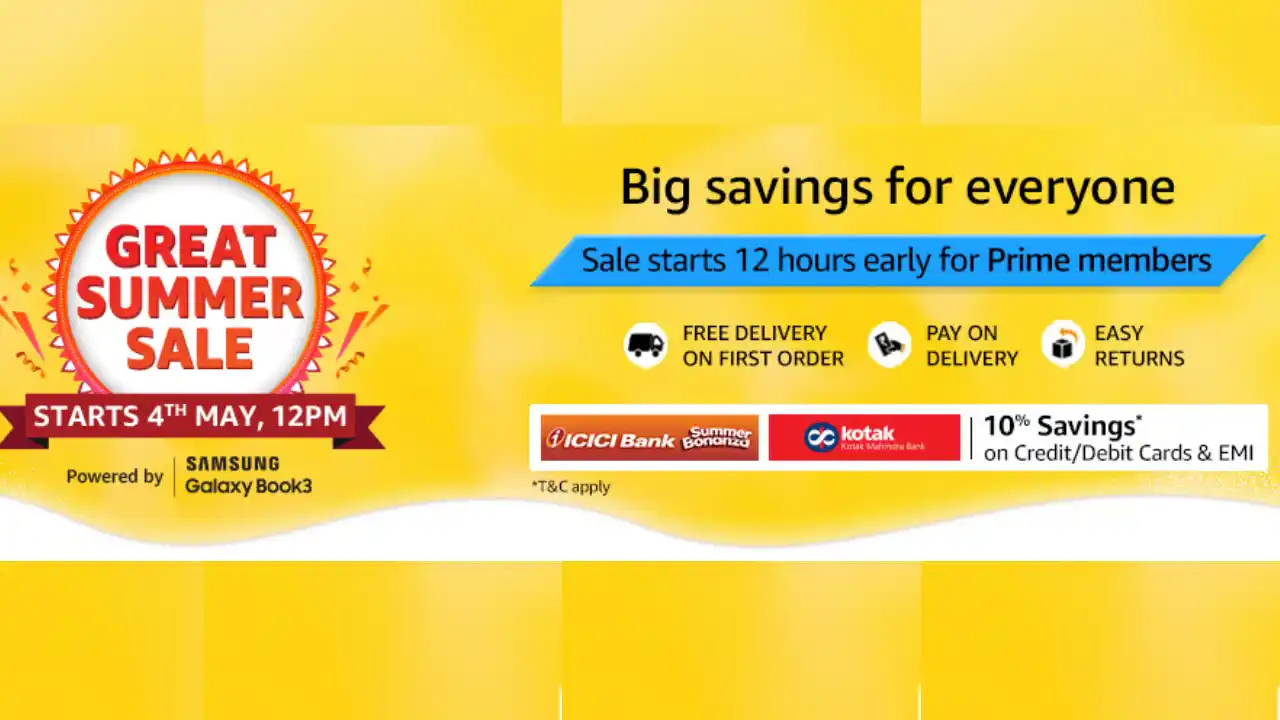 GREAT
SUMMER
SALE
STARTS 4TH MAY, 12PM
Powered by
SAMSUNG
Galaxy Book3
Big savings for everyone
Sale starts 12 hours early for Prime members
FREE DELIVERY
ON FIRST ORDER
PAY ON
DELIVERY
EASY
RETURNS
ICICI Bank
Summer
Bonanza
kotak
Kotak Mahindra Bank
10% Savings*
on Credit/Debit Cards & EMI
*T&C apply